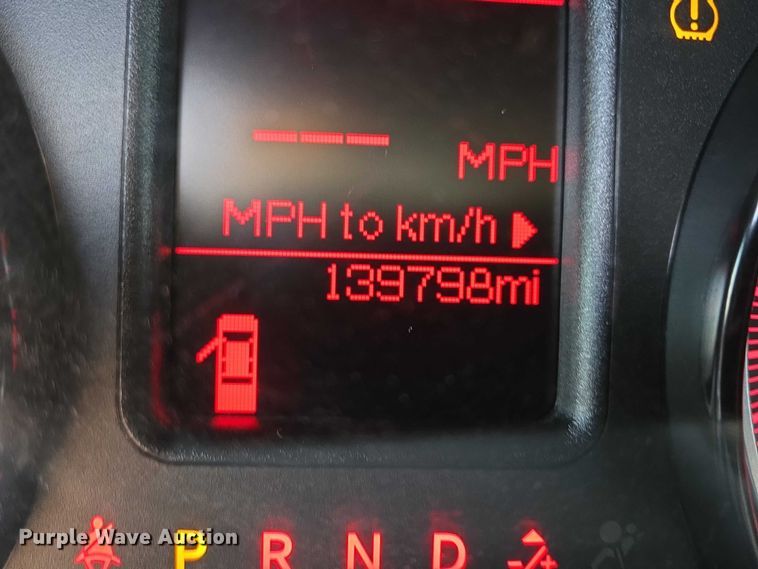 --- MPH
MPH to km/h
139798mi
P R N D
Purple Wave Auction